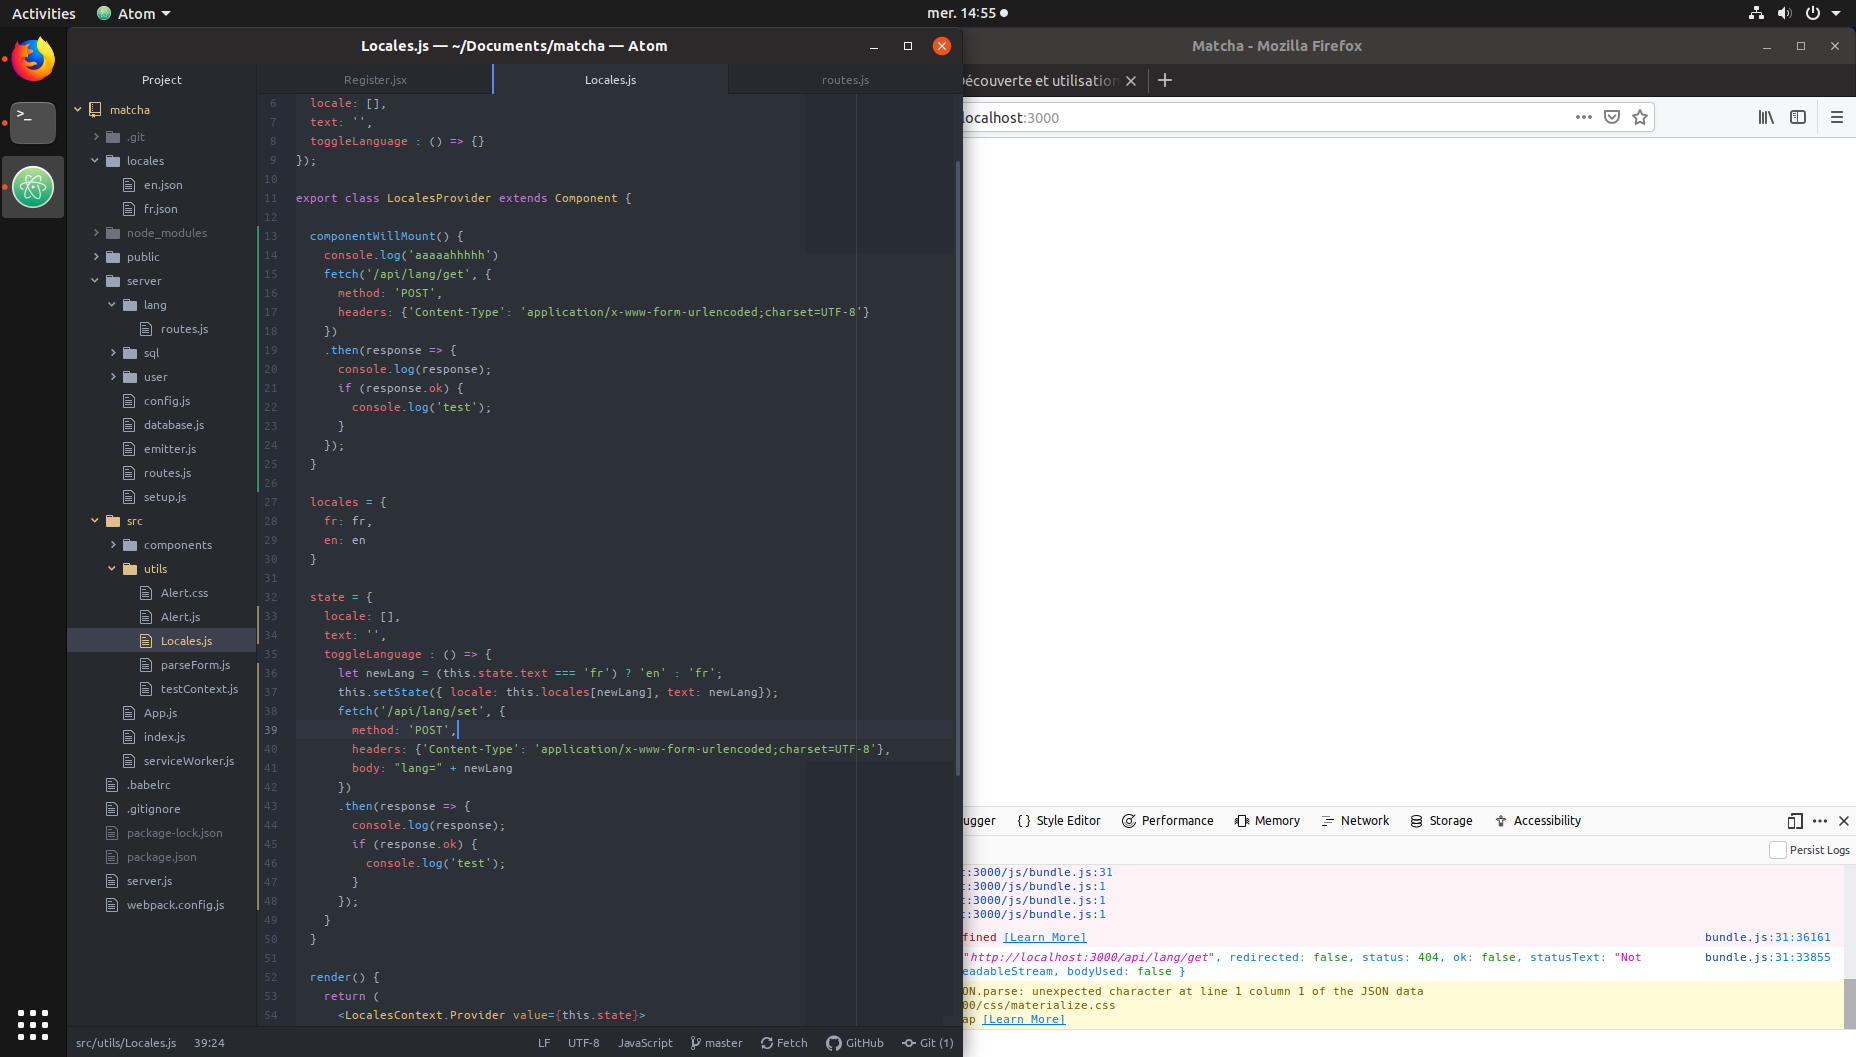 Activities Atom mer. 14:55
Locales.js — ~/Documents/matcha — Atom
Matcha - Mozilla Firefox
Project
Register.jsx Locales.js routes.js
écouverte et utilisation
localhost:3000
matcha
.git
locales
en.json
fr.json
node_modules
public
server
lang
routes.js
sql
user
config.js
database.js
emitter.js
routes.js
setup.js
src
components
utils
Alert.css
Alert.js
Locales.js
parseForm.js
testContext.js
App.js
index.js
serviceWorker.js
.babelrc
.gitignore
package-lock.json
package.json
server.js
webpack.config.js
6 locale: [],
7 text: '',
8 toggleLanguage : () => {}
9 });
10
11 export class LocalesProvider extends Component {
12
13 componentWillMount() {
14 console.log('aaaaahhhhh')
15 fetch('/api/lang/get', {
16 method: 'POST',
17 headers: {'Content-Type': 'application/x-www-form-urlencoded;charset=UTF-8'}
18 })
19 .then(response => {
20 console.log(response);
21 if (response.ok) {
22 console.log('test');
23 }
24 });
25 }
26
27 locales = {
28 fr: fr,
29 en: en
30 }
31
32 state = {
33 locale: [],
34 text: '',
35 toggleLanguage : () => {
36 let newLang = (this.state.text === 'fr') ? 'en' : 'fr';
37 this.setState({ locale: this.locales[newLang], text: newLang});
38 fetch('/api/lang/set', {
39 method: 'POST',
40 headers: {'Content-Type': 'application/x-www-form-urlencoded;charset=UTF-8'},
41 body: "lang=" + newLang
42 })
43 .then(response => {
44 console.log(response);
45 if (response.ok) {
46 console.log('test');
47 }
48 });
49 }
50 }
51
52 render() {
53 return (
54 <LocalesContext.Provider value={this.state}>
src/utils/Locales.js 39:24 LF UTF-8 JavaScript master Fetch GitHub Git (1)
ugger {} Style Editor Performance Memory Network Storage Accessibility
Persist Logs
t:3000/js/bundle.js:31
t:3000/js/bundle.js:1
t:3000/js/bundle.js:1
t:3000/js/bundle.js:1
fined [Learn More] bundle.js:31:36161
"http://localhost:3000/api/lang/get", redirected: false, status: 404, ok: false, statusText: "Not bundle.js:31:33855
eadableStream, bodyUsed: false }
ON.parse: unexpected character at line 1 column 1 of the JSON data
00/css/materialize.css
ap [Learn More]